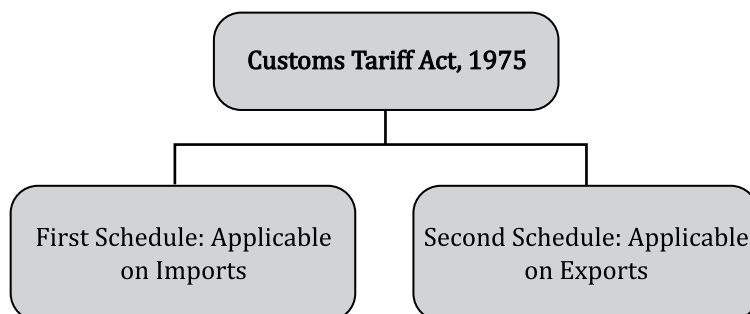 Customs Tariff Act, 1975
First Schedule: Applicable
on Imports
Second Schedule: Applicable
on Exports